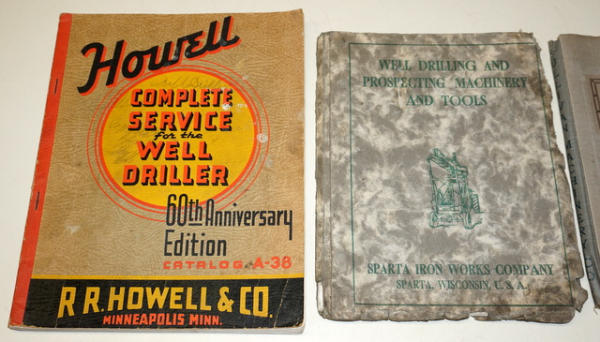 Howell
COMPLETE
SERVICE
for the
WELL
DRILLER
60th Anniversary
Edition
CATALOG A-38
R.R. HOWELL & CO.
MINNEAPOLIS MINN.
WELL DRILLING AND
PROSPECTING MACHINERY
AND TOOLS
SPARTA IRON WORKS COMPANY
SPARTA, WISCONSIN, U. S. A.